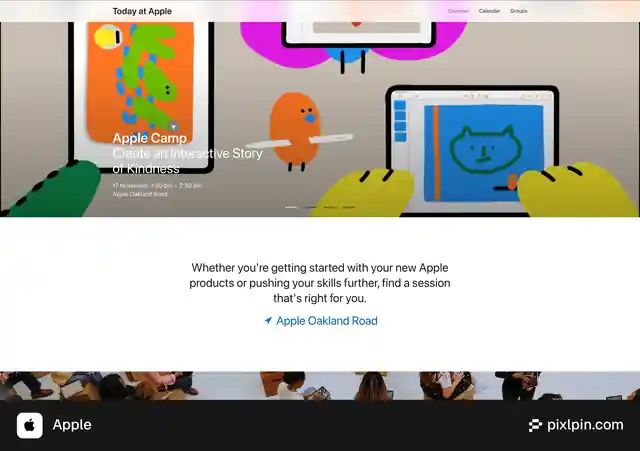 Today at Apple
Discover
Calendar
Groups
Apple Camp
Create an Interactive Story
of Kindness
17 November, 1:00 pm – 2:30 pm
Apple Oakland Road
Whether you're getting started with your new Apple
products or pushing your skills further, find a session
that's right for you.
Apple Oakland Road
Apple
pixlpin.com